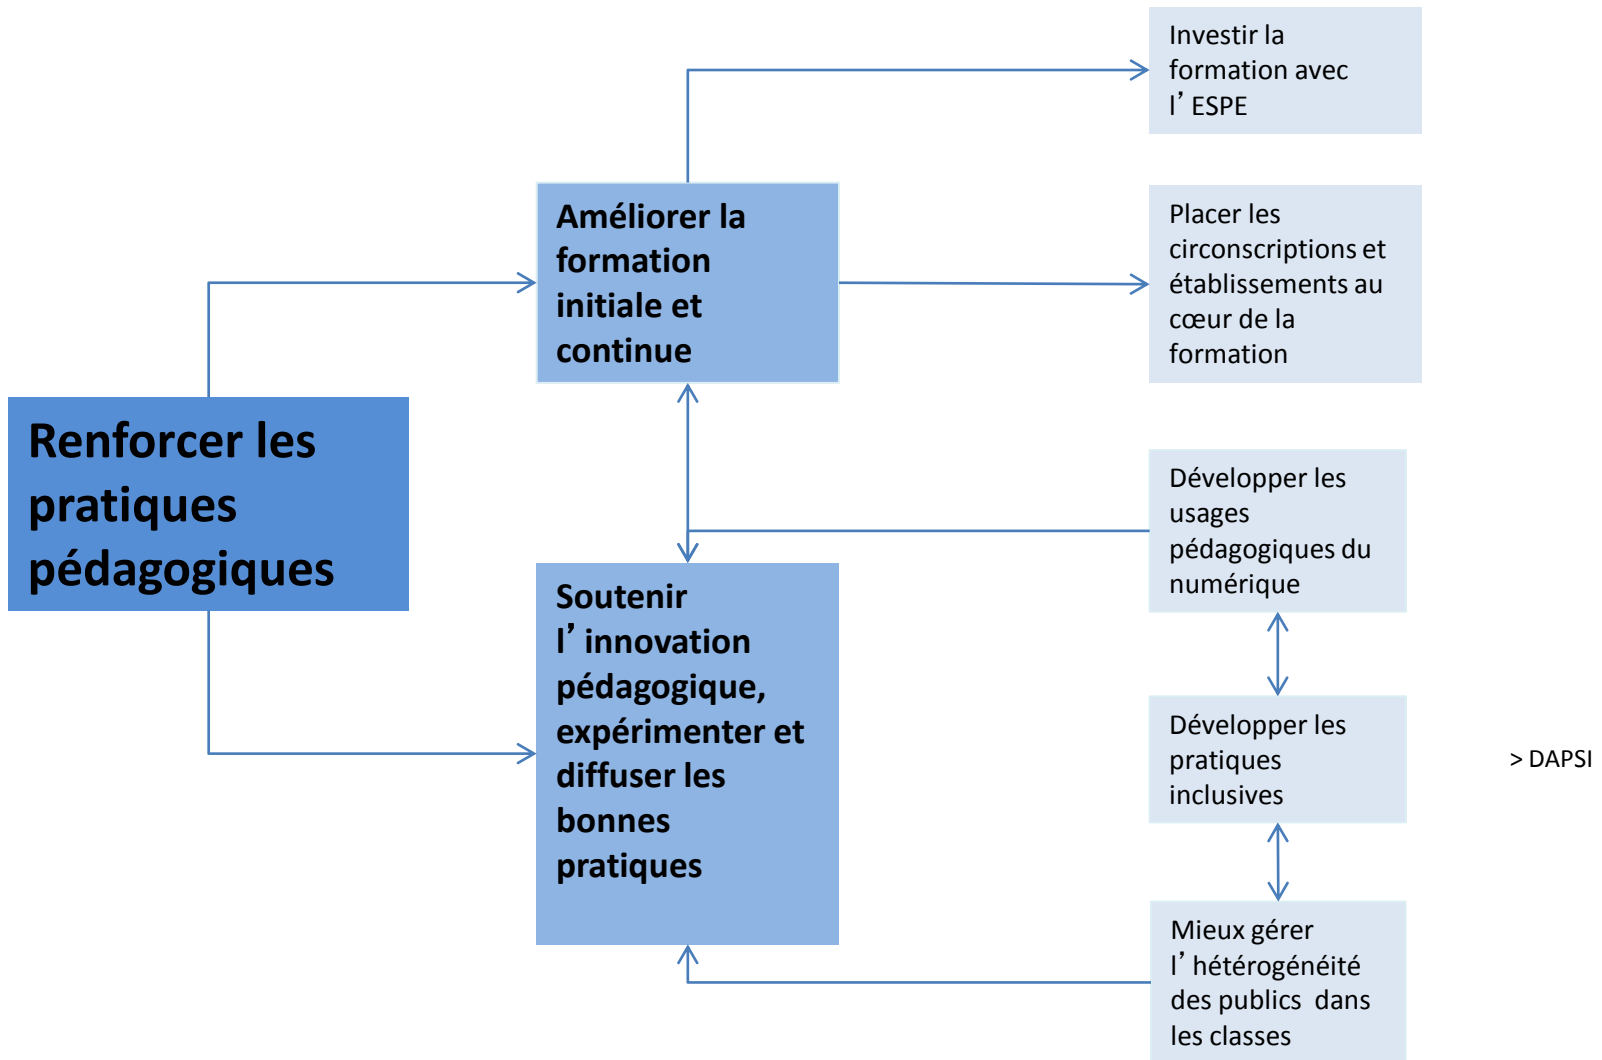 Investir la
formation avec
l’ESPE
Améliorer la
formation
initiale et
continue
Placer les
circonscriptions et
établissements au
cœur de la
formation
Renforcer les
pratiques
pédagogiques
Développer les
usages
pédagogiques du
numérique
Soutenir
l’innovation
pédagogique,
expérimenter et
diffuser les
bonnes
pratiques
Développer les
pratiques
inclusives
> DAPSI
Mieux gérer
l’hétérogénéité
des publics dans
les classes